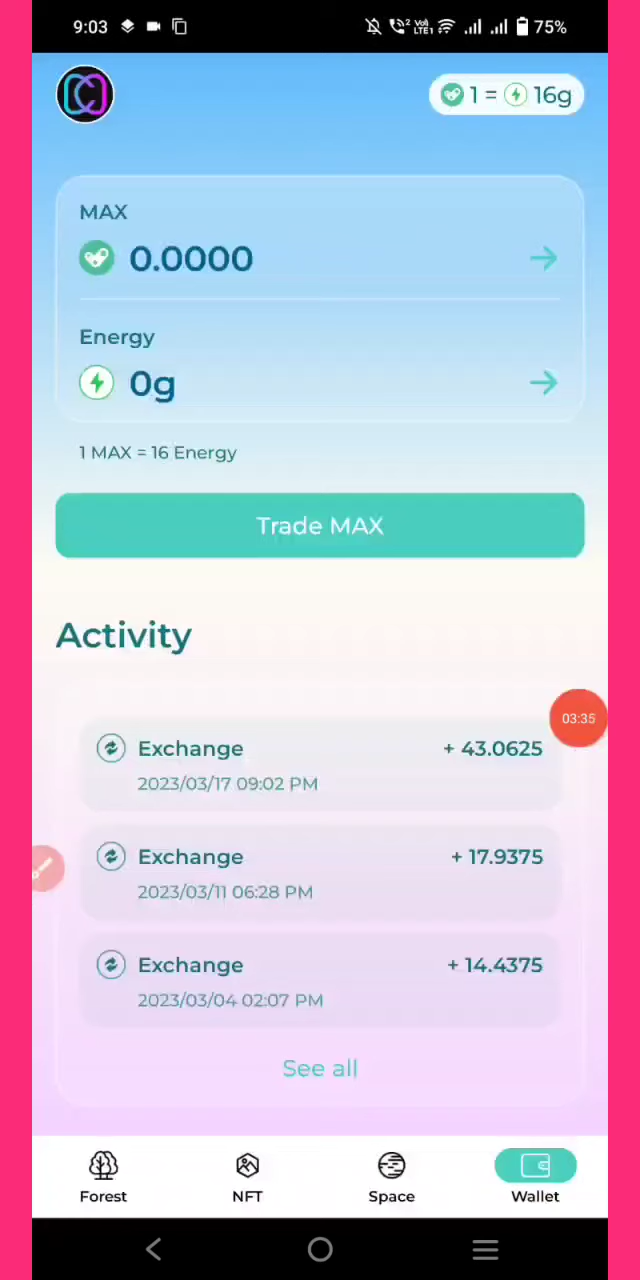 9:03 75%
1 = 16g
MAX
0.0000
Energy
0g
1 MAX = 16 Energy
Trade MAX
Activity
03:35
Exchange + 43.0625
2023/03/17 09:02 PM
Exchange + 17.9375
2023/03/11 06:28 PM
Exchange + 14.4375
2023/03/04 02:07 PM
See all
Forest NFT Space Wallet